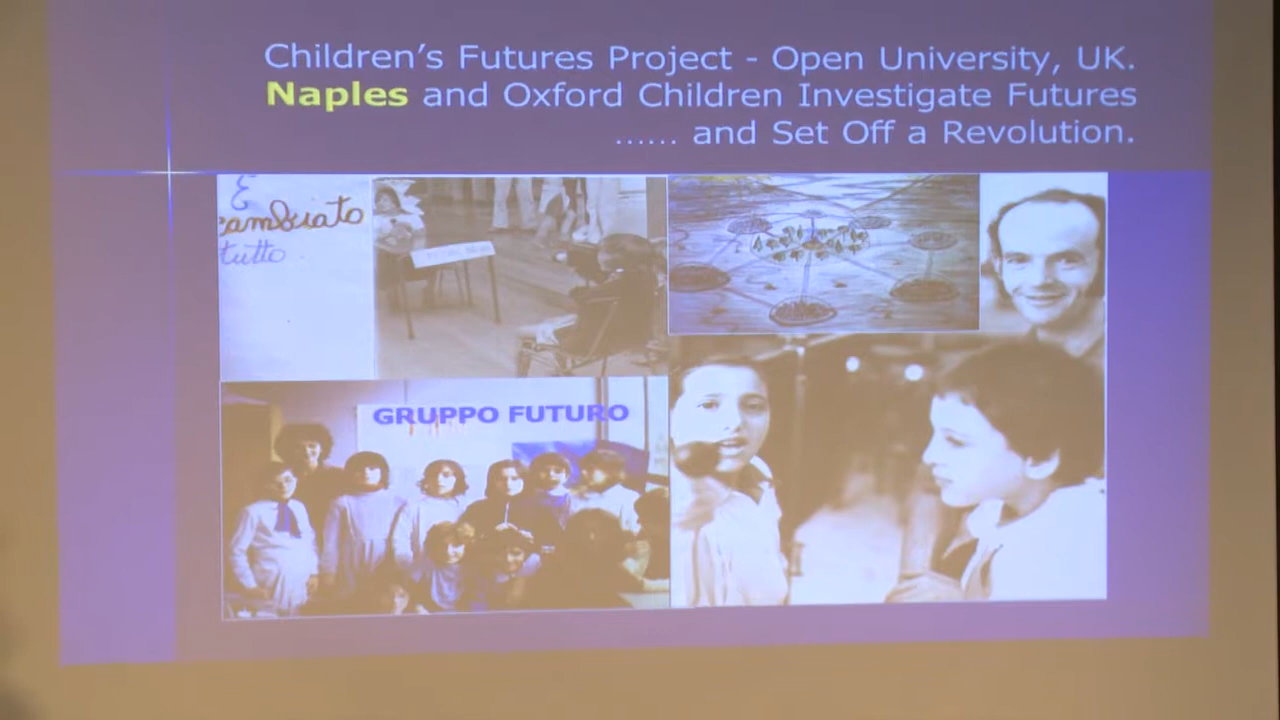 Children's Futures Project - Open University, UK.
Naples and Oxford Children Investigate Futures
...... and Set Off a Revolution.
È
cambiato
tutto
GRUPPO FUTURO